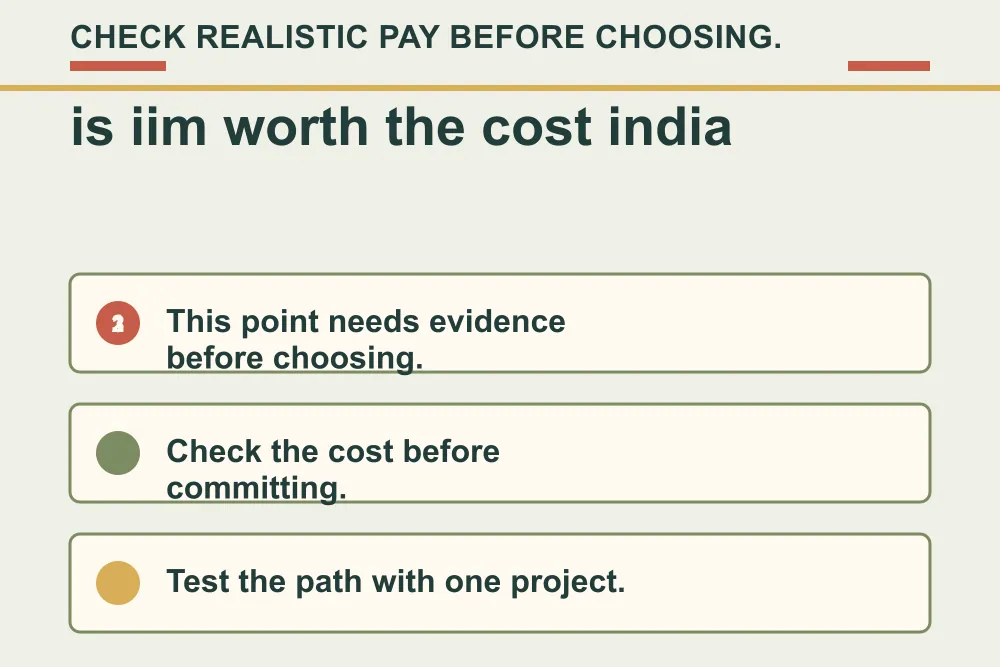 CHECK REALISTIC PAY BEFORE CHOOSING.
is iim worth the cost india
This point needs evidence
before choosing.
Check the cost before
committing.
Test the path with one project.